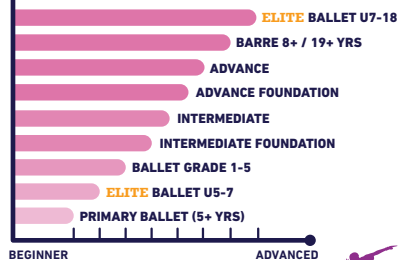 ELITE BALLET U7-18
BARRE 8+ / 19+ YRS
ADVANCE
ADVANCE FOUNDATION
INTERMEDIATE
INTERMEDIATE FOUNDATION
BALLET GRADE 1-5
ELITE BALLET U5-7
PRIMARY BALLET (5+ YRS)
BEGINNER
ADVANCED